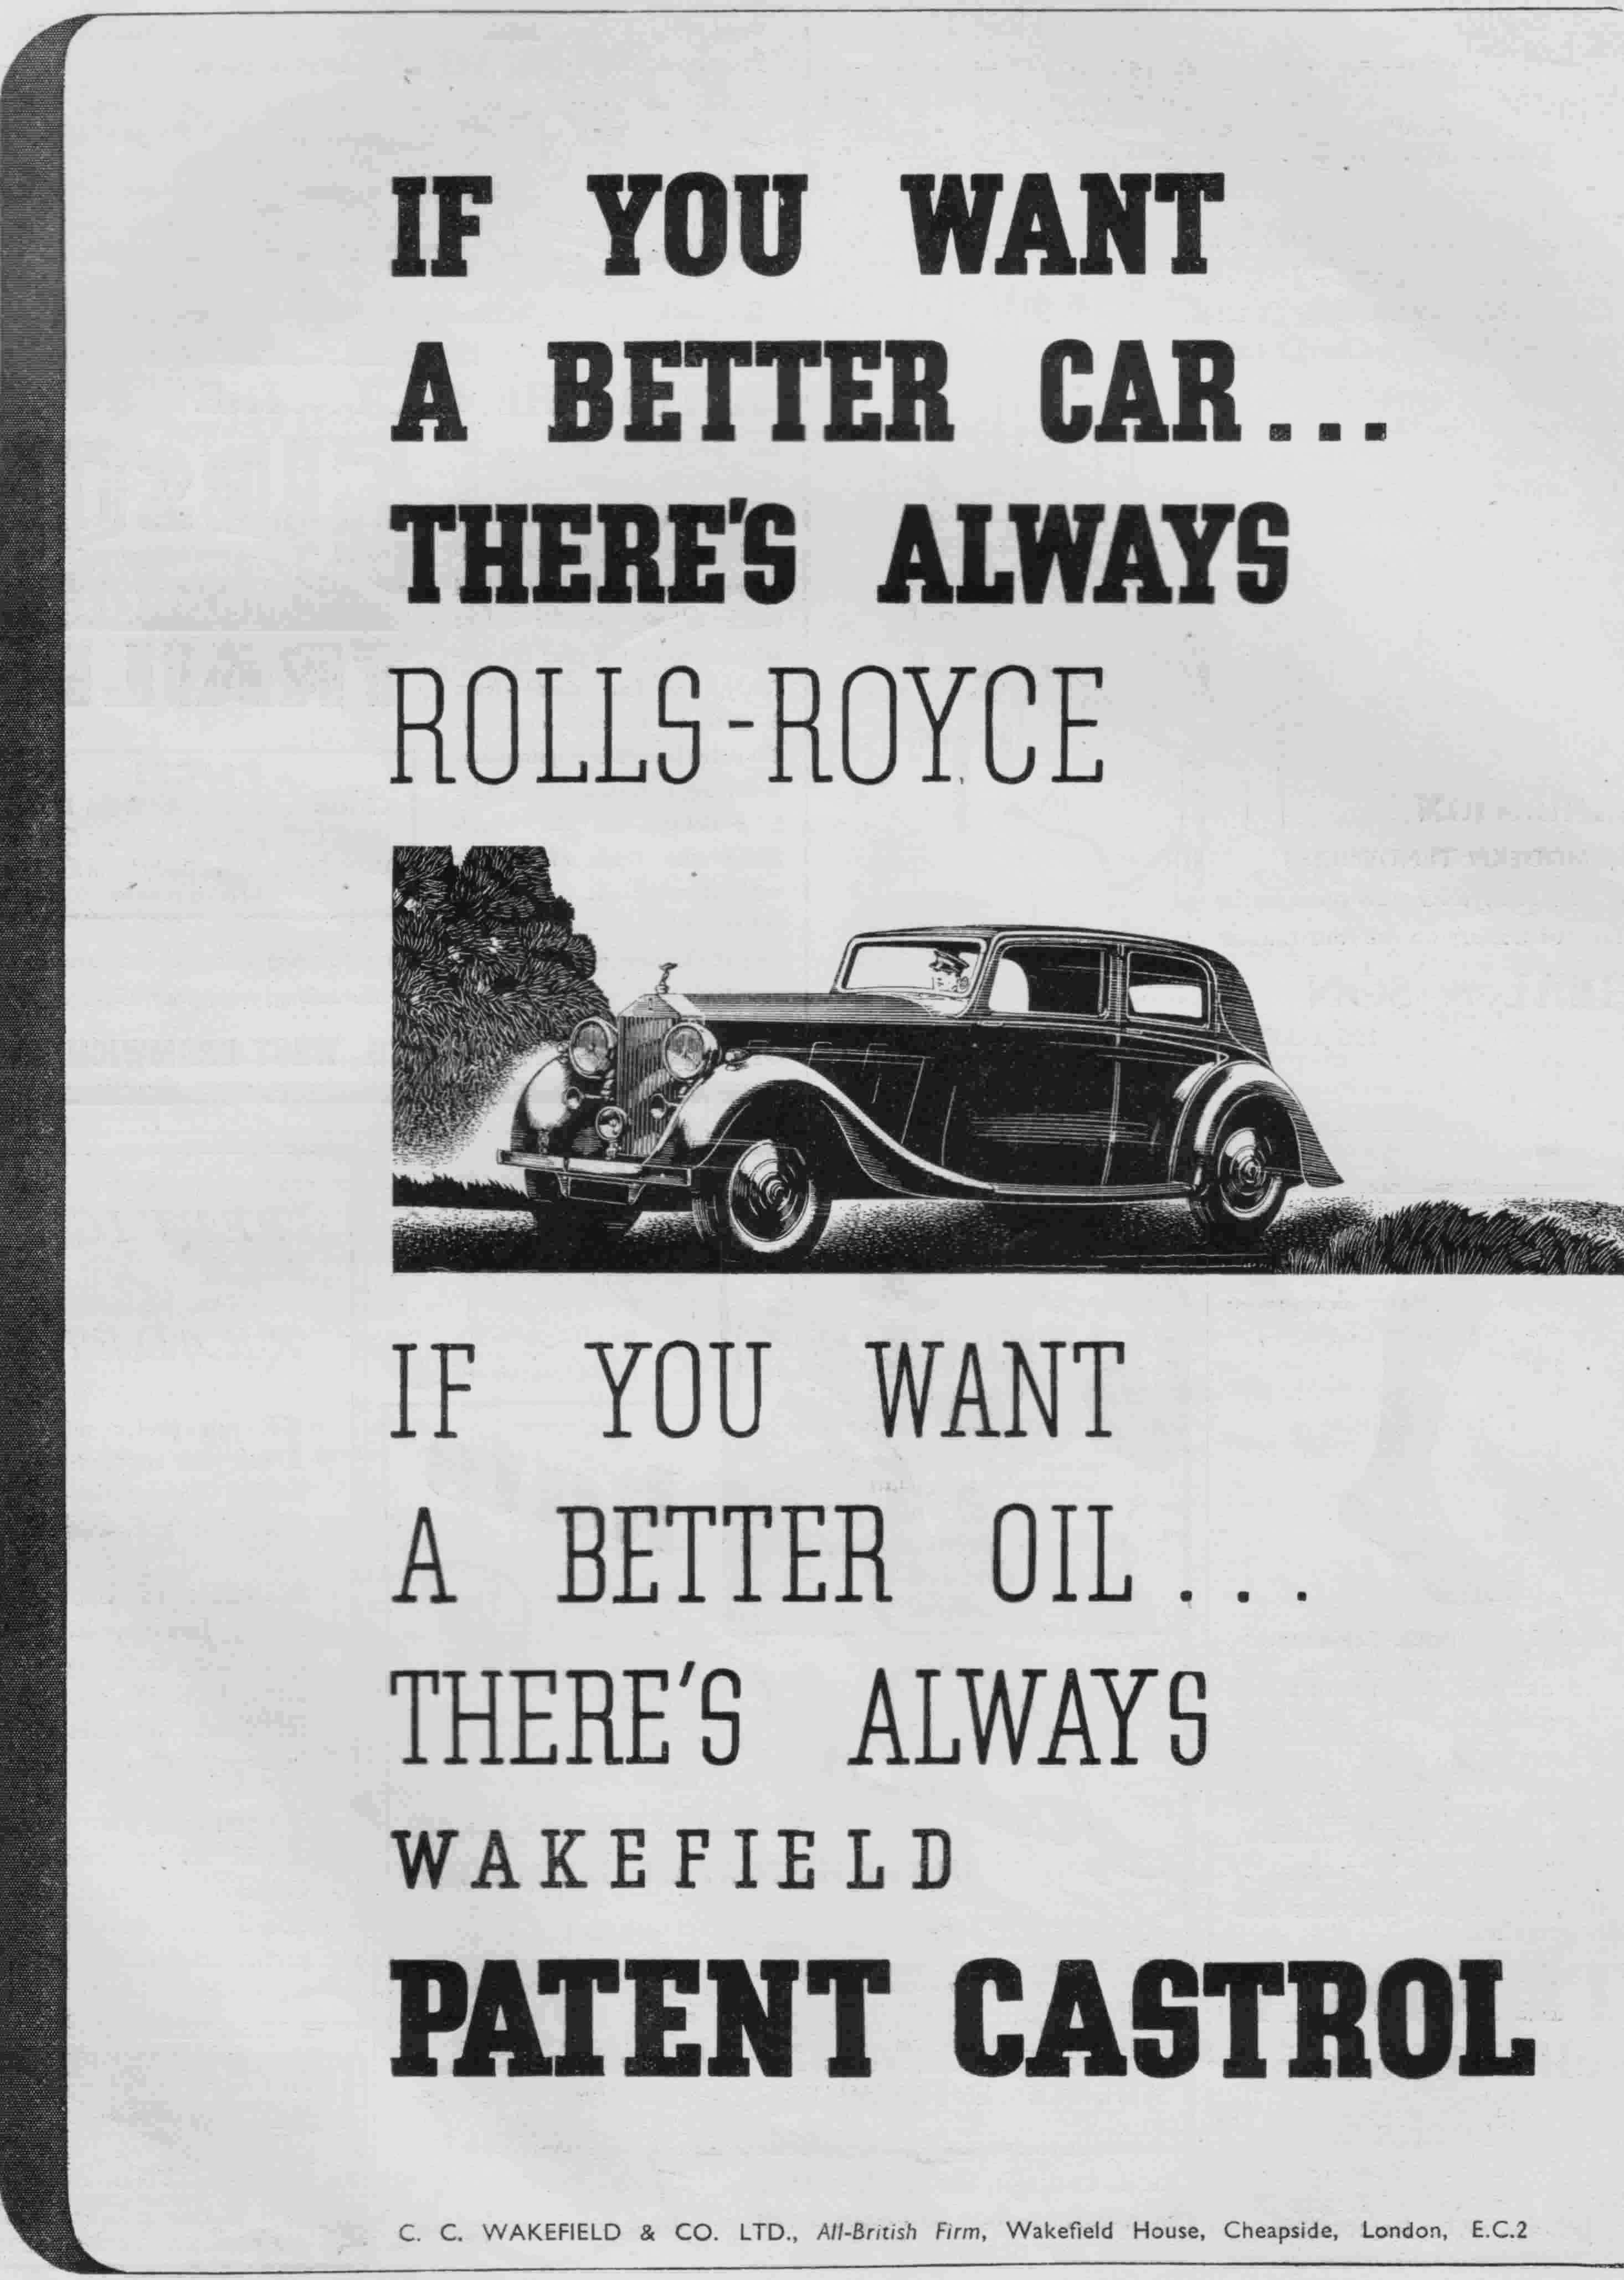 IF YOU WANT
A BETTER CAR...
THERE'S ALWAYS
ROLLS-ROYCE
IF YOU WANT
A BETTER OIL...
THERE'S ALWAYS
WAKEFIELD
PATENT CASTROL
C. C. WAKEFIELD & CO. LTD., All-British Firm, Wakefield House, Cheapside, London, E.C.2